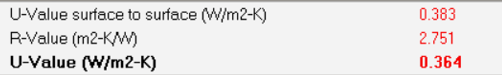 U-Value surface to surface (W/m2-K) 0.383
R-Value (m2-K/W) 2.751
U-Value (W/m2-K) 0.364